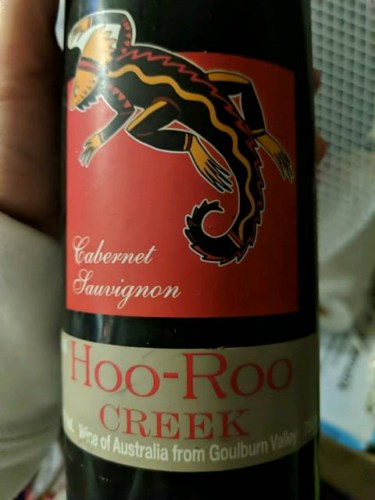 Cabernet
Sauvignon
Hoo-Roo
CREEK
Wine of Australia from Goulburn Valley